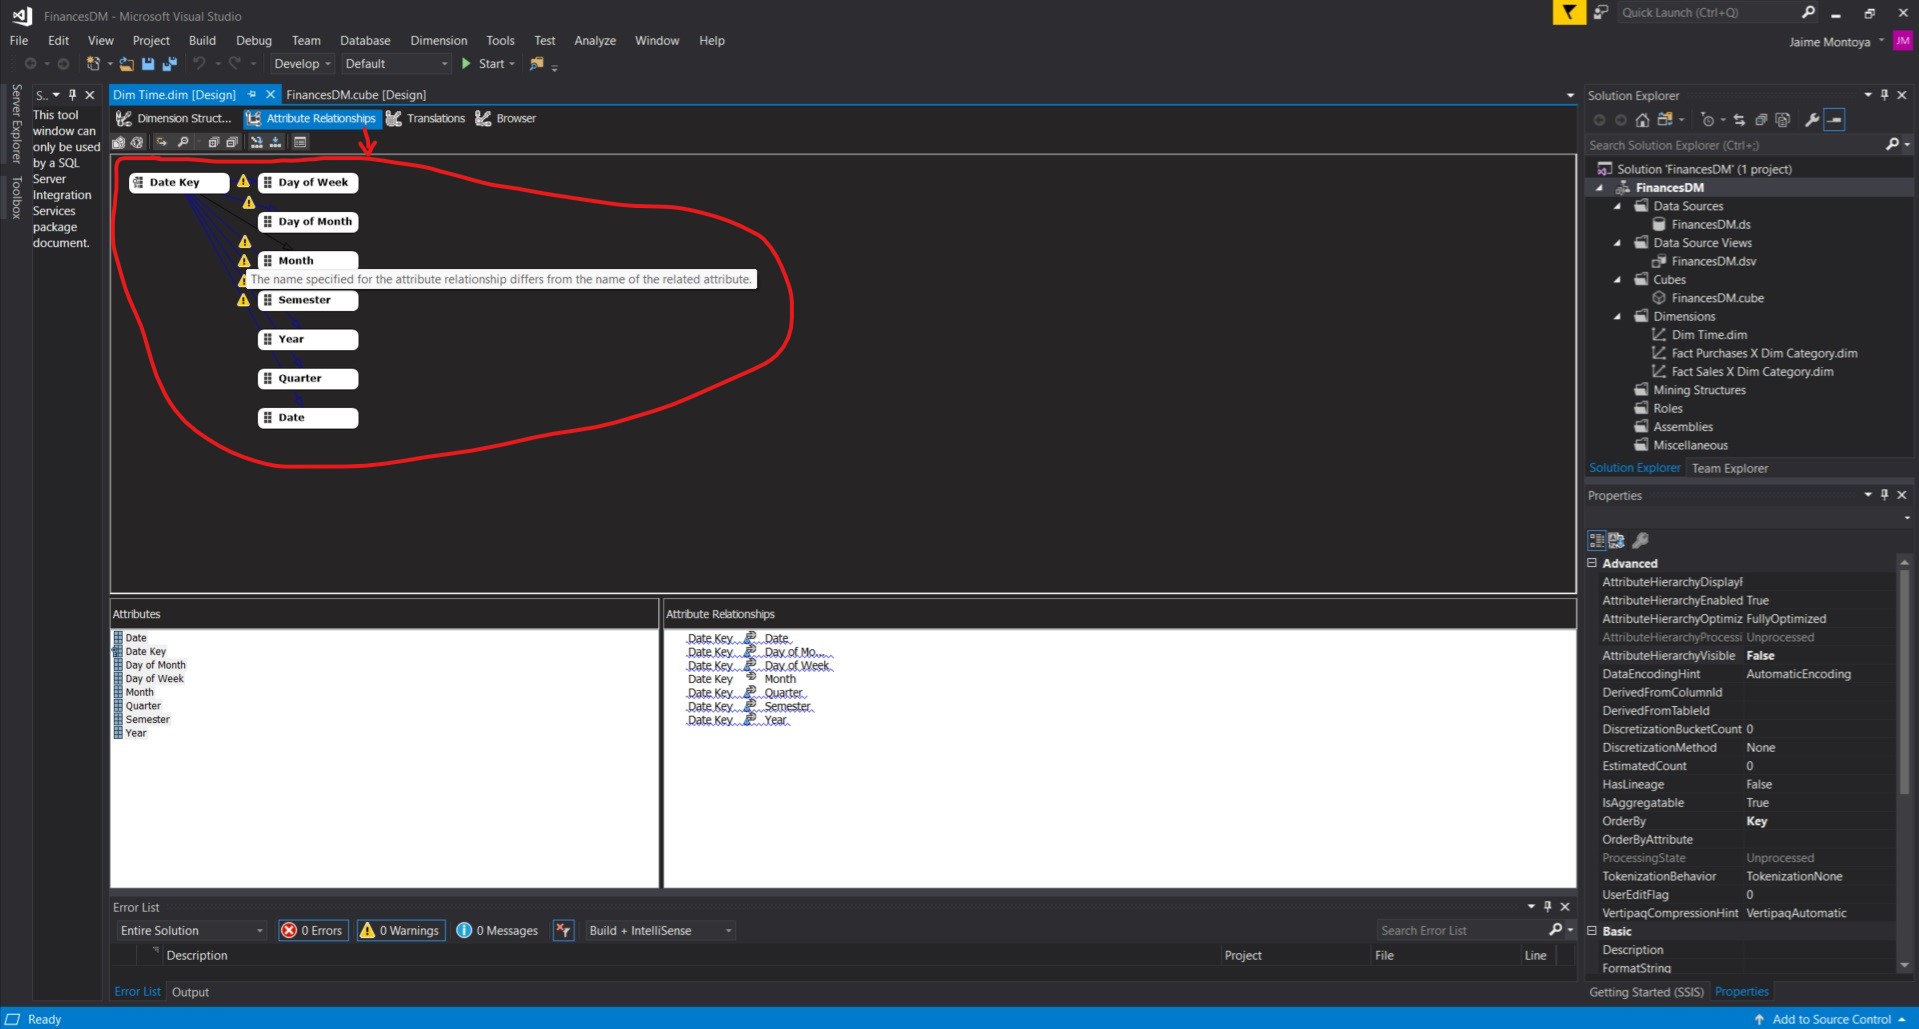 FinancesDM - Microsoft Visual Studio
Quick Launch (Ctrl+Q)
File Edit View Project Build Debug Team Database Dimension Tools Test Analyze Window Help
Jaime Montoya JM
Develop Default Start
Server Explorer
Toolbox
S..
This tool
window can
only be used
by a SQL
Server
Integration
Services
package
document.
Dim Time.dim [Design] FinancesDM.cube [Design]
Dimension Struct... Attribute Relationships Translations Browser
Date Key
Day of Week
Day of Month
Month
The name specified for the attribute relationship differs from the name of the related attribute.
Semester
Year
Quarter
Date
Attributes
Date
Date Key
Day of Month
Day of Week
Month
Quarter
Semester
Year
Attribute Relationships
Date Key Date
Date Key Day of Mo...
Date Key Day of Week
Date Key Month
Date Key Quarter
Date Key Semester
Date Key Year
Error List
Entire Solution 0 Errors 0 Warnings 0 Messages Build + IntelliSense Search Error List
Description Project File Line
Error List Output
Solution Explorer
Search Solution Explorer (Ctrl+;)
Solution 'FinancesDM' (1 project)
FinancesDM
Data Sources
FinancesDM.ds
Data Source Views
FinancesDM.dsv
Cubes
FinancesDM.cube
Dimensions
Dim Time.dim
Fact Purchases X Dim Category.dim
Fact Sales X Dim Category.dim
Mining Structures
Roles
Assemblies
Miscellaneous
Solution Explorer Team Explorer
Properties
Advanced
AttributeHierarchyDisplayF
AttributeHierarchyEnabled True
AttributeHierarchyOptimiz FullyOptimized
AttributeHierarchyProcessi Unprocessed
AttributeHierarchyVisible False
DataEncodingHint AutomaticEncoding
DerivedFromColumnId
DerivedFromTableId
DiscretizationBucketCount 0
DiscretizationMethod None
EstimatedCount 0
HasLineage False
IsAggregatable True
OrderBy Key
OrderByAttribute
ProcessingState Unprocessed
TokenizationBehavior TokenizationNone
UserEditFlag 0
VertipaqCompressionHint VertipaqAutomatic
Basic
Description
FormatString
Getting Started (SSIS) Properties
Ready
Add to Source Control